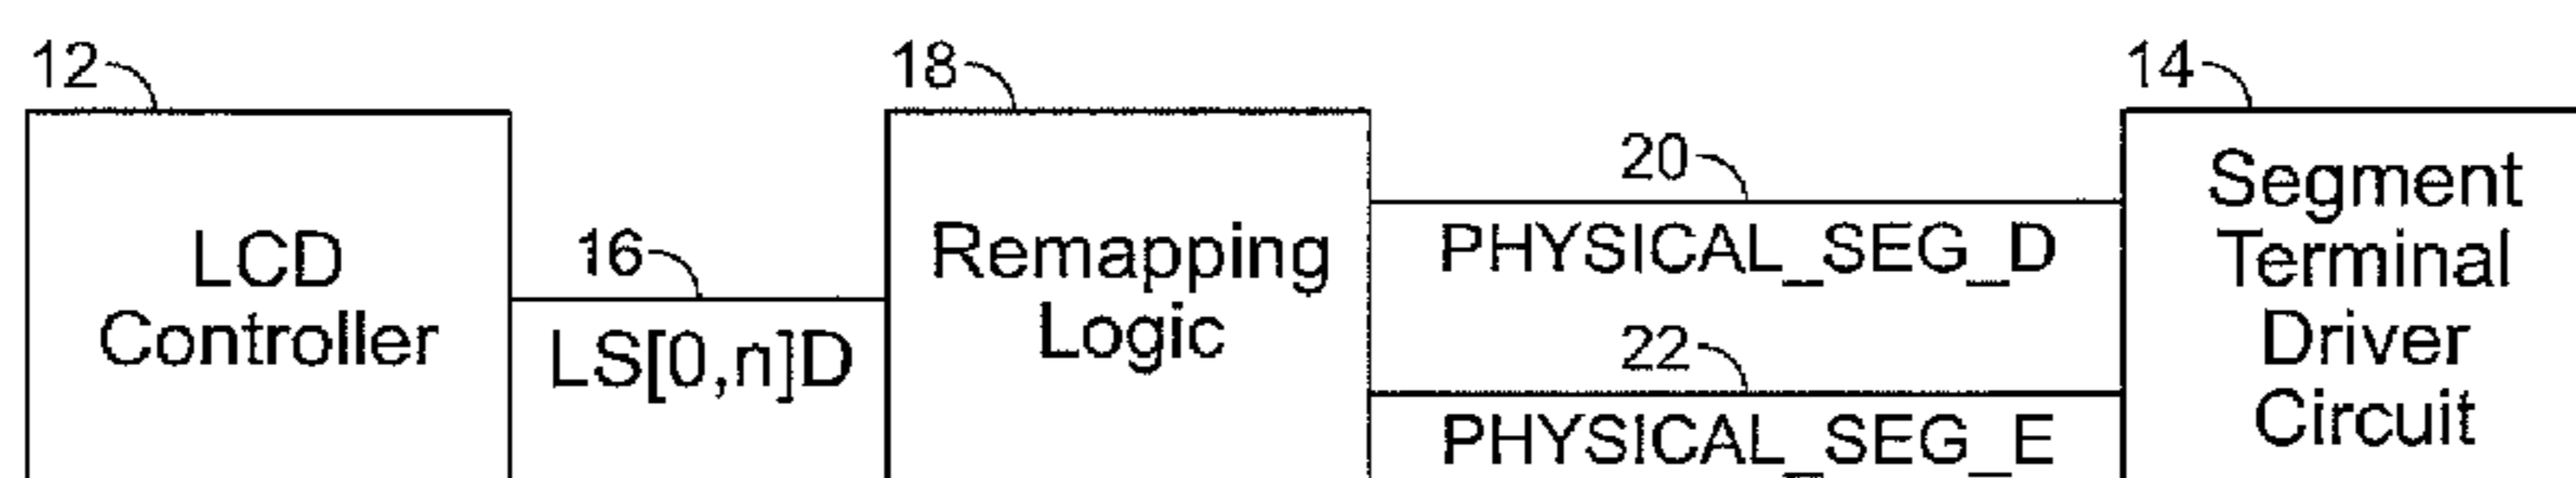 12
18
14
20
Segment
Terminal
Driver
Circuit
LCD
Controller
16
LS[0,n]D
Remapping
Logic
PHYSICAL_SEG_D
22
PHYSICAL_SEG_E